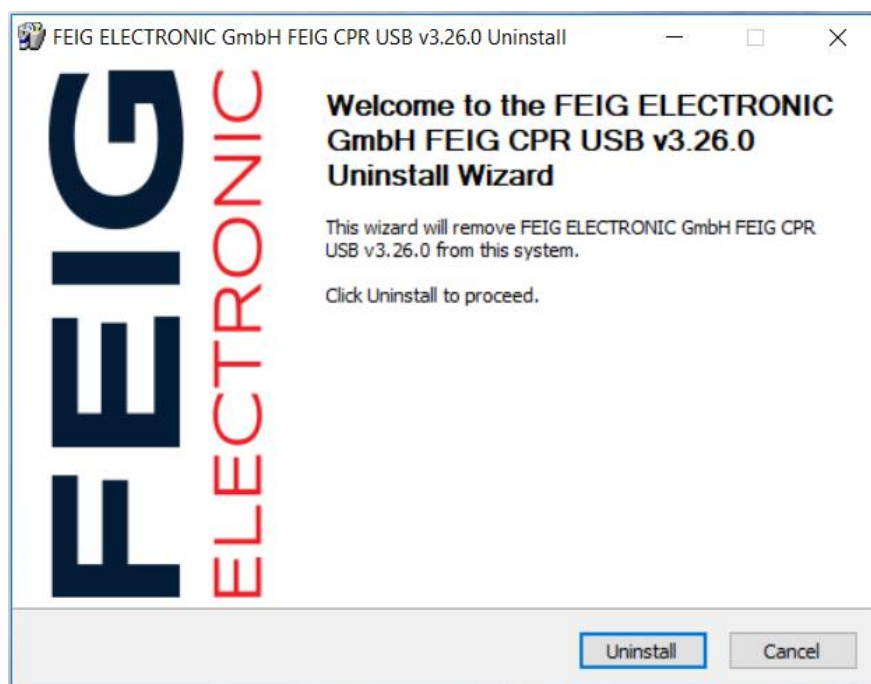 FEIG ELECTRONIC GmbH FEIG CPR USB v3.26.0 Uninstall
FEIG
ELECTRONIC
Welcome to the FEIG ELECTRONIC
GmbH FEIG CPR USB v3.26.0
Uninstall Wizard
This wizard will remove FEIG ELECTRONIC GmbH FEIG CPR
USB v3.26.0 from this system.
Click Uninstall to proceed.
Uninstall
Cancel